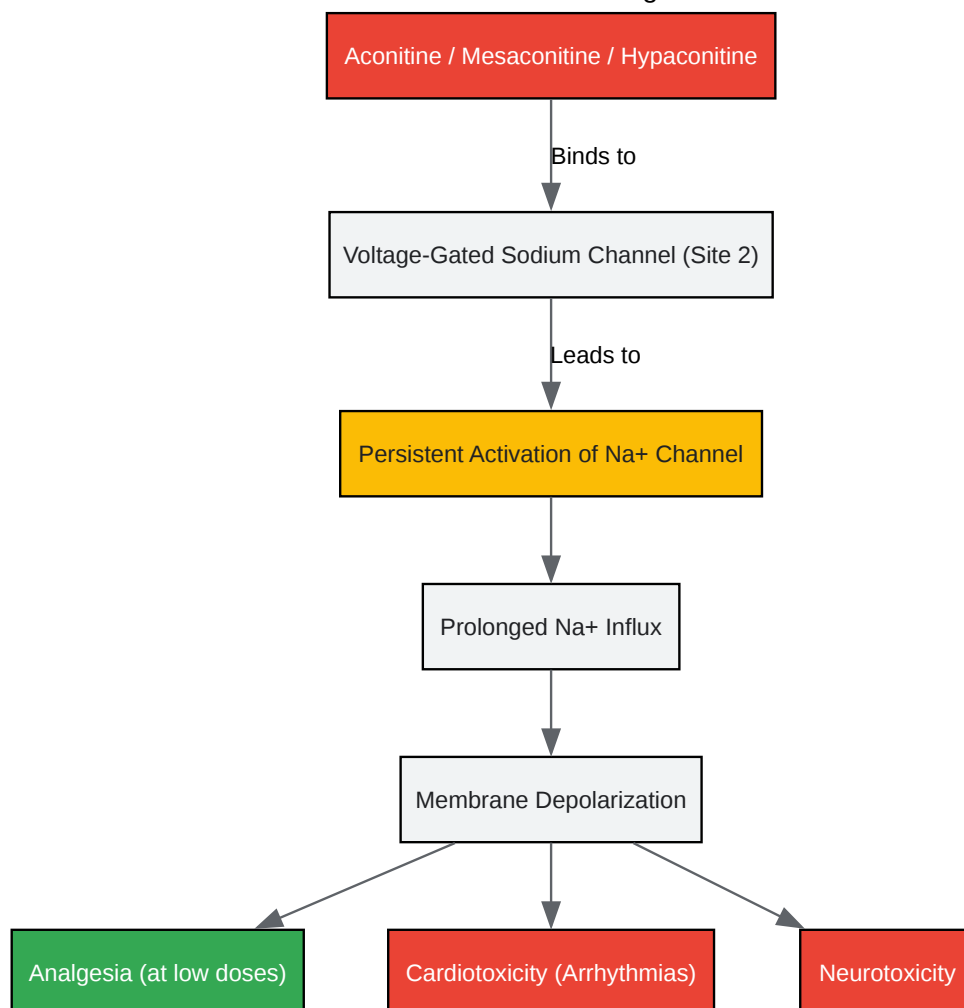 Aconitine / Mesaconitine / Hypaconitine
Binds to
Voltage-Gated Sodium Channel (Site 2)
Leads to
Persistent Activation of Na+ Channel
Prolonged Na+ Influx
Membrane Depolarization
Analgesia (at low doses)
Cardiotoxicity (Arrhythmias)
Neurotoxicity